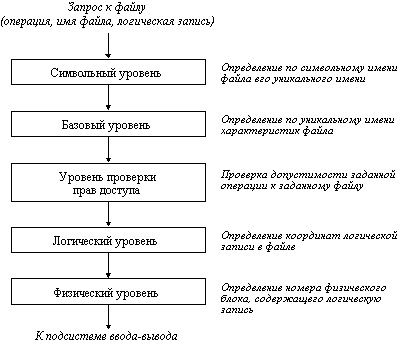 Запрос к файлу
(операция, имя файла, логическая запись)
Символьный уровень
Определение по символьному имени
файла его уникального имени
Базовый уровень
Определение по уникальному имени
характеристик файла
Уровень проверки
прав доступа
Проверка допустимости заданной
операции к заданному файлу
Логический уровень
Определение координат логической
записи в файле
Физический уровень
Определение номера физического
блока, содержащего логическую
запись
К подсистеме ввода-вывода